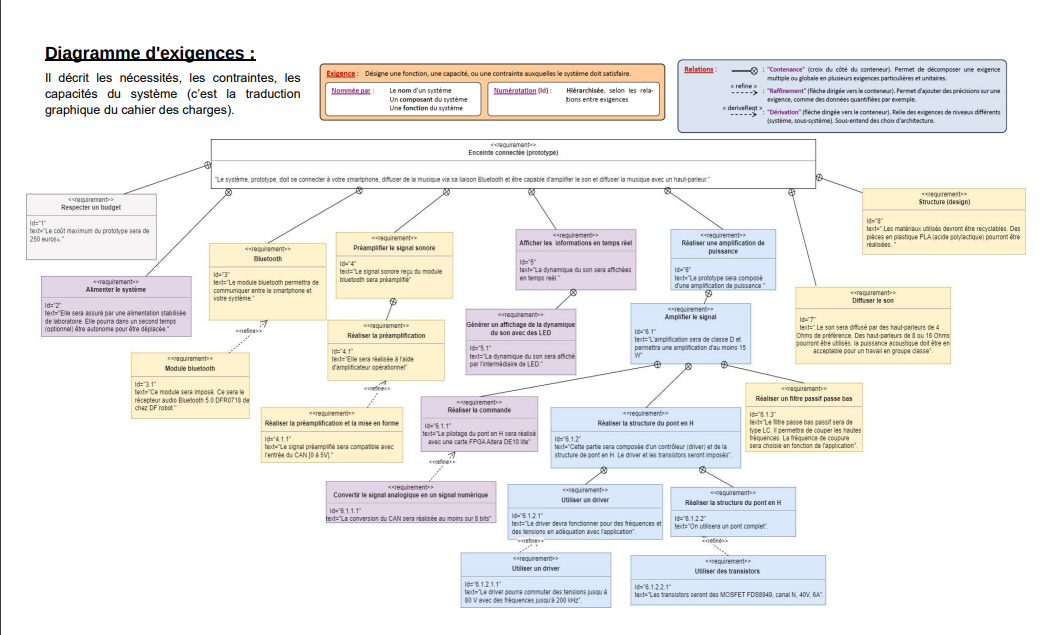 Diagramme d'exigences :
Il décrit les nécessités, les contraintes, les
capacités du système (c'est la traduction
graphique du cahier des charges).
Exigence : Désigne une fonction, une capacité, ou une contrainte auxquelles le système doit satisfaire.
Nommée par : Le nom d'un système
Un composant du système
Une fonction du système
Numérotation (Id) : Hiérarchisée, selon les rela-
tions entre exigences
Relations :
: "Contenance" (croix du côté du conteneur). Permet de décomposer une exigence
multiple ou globale en plusieurs exigences particulières et unitaires.
« refine »
: "Raffinement" (flèche dirigée vers le conteneur). Permet d'ajouter des précisions sur une
exigence, comme des données quantifiées par exemple.
« deriveReqt »
: "Dérivation" (flèche dirigée vers le conteneur). Relie des exigences de niveaux différents
(système, sous-système). Sous-entend des choix d'architecture.
<<requirement>>
Enceinte connectée (prototype)
"Le système, prototype, doit se connecter à votre smartphone, diffuser de la musique via sa liaison Bluetooth et être capable d'amplifier le son et diffuser la musique avec un haut-parleur."
<<requirement>>
Respecter un budget
Id="1"
text="Le coût maximum du prototype sera de
250 euros». "
<<requirement>>
Alimenter le système
Id="2"
text="Elle sera assuré par une alimentation stabilisée
de laboratoire. Elle pourra dans un second temps
(optionnel) être autonome pour être déplacée."
<<requirement>>
Bluetooth
Id="3"
text="Le module bluetooth permettra de
communiquer entre le smartphone et
votre système."
<<refine>>
<<requirement>>
Module bluetooth
Id="3.1"
text="Ce module sera imposé. Ce sera le
récepteur audio Bluetooth 5.0 DFR0718 de
chez DF robot."
<<requirement>>
Préamplifier le signal sonore
Id="4"
text="Le signal sonore reçu du module
bluetooth sera préamplifié"
<<requirement>>
Réaliser la préamplification
Id="4.1"
text="Elle sera réalisée à l'aide
d'amplificateur opérationnel"
<<refine>>
<<requirement>>
Réaliser la préamplification et la mise en forme
Id="4.1.1"
text="Le signal préamplifié sera compatible avec
l'entrée du CAN [0 à 5V]."
<<requirement>>
Afficher les informations en temps réel
Id="5"
text="La dynamique du son sera affichées
en temps réel."
<<requirement>>
Générer un affichage de la dynamique
du son avec des LED
Id="5.1"
text="La dynamique du son sera affiché
par l'intermédiaire de LED."
<<requirement>>
Réaliser une amplification de
puissance
Id="6"
text="Le prototype sera composé
d'une amplification de puissance "
<<requirement>>
Amplifier le signal
Id="6.1"
text="L'amplification sera de classe D et
permettra une amplification d'au moins 15
W"
<<requirement>>
Réaliser la commande
Id="6.1.1"
text="Le pilotage du pont en H sera réalisé
avec une carte FPGA Altera DE10 lite"
<<refine>>
<<requirement>>
Convertir le signal analogique en un signal numérique
Id="6.1.1.1"
text="La conversion du CAN sera réalisée au moins sur 8 bits"
<<requirement>>
Réaliser la structure du pont en H
Id="6.1.2"
text="Cette partie sera composée d'un contrôleur (driver) et de la
structure de pont en H. Le driver et les transistors seront imposés".
<<requirement>>
Utiliser un driver
Id="6.1.2.1"
text="Le driver devra fonctionner pour des fréquences et
des tensions en adéquation avec l'application".
<<refine>>
<<requirement>>
Utiliser un driver
Id="6.1.2.1.1"
text="Le driver pourra commuter des tensions jusqu à
80 V avec des fréquences jusqu'à 200 kHz".
<<requirement>>
Réaliser la structure du pont en H
Id="6.1.2.2"
text="On utilisera un pont complet".
<<refine>>
<<requirement>>
Utiliser des transistors
Id="6.1.2.2.1"
text="Les transistors seront des MOSFET FDS8949, canal N, 40V, 6A".
<<requirement>>
Réaliser un filtre passif passe bas
Id="6.1.3"
text="Le filtre passe bas passif sera de
type LC. Il permettra de couper les hautes
fréquences. La fréquence de coupure
sera choisie en fonction de l'application".
<<requirement>>
Diffuser le son
Id="7"
text=".Le son sera diffusé par des haut-parleurs de 4
Ohms de préférence. Des haut-parleurs de 8 ou 16 Ohms
pourront être utilisés. la puissance acoustique doit être en
acceptable pour un travail en groupe classe".
<<requirement>>
Structure (design)
Id="8"
text=".Les matériaux utilisés devront être recyclables. Des
pièces en plastique PLA (acide polylactique) pourront être
réalisées. "